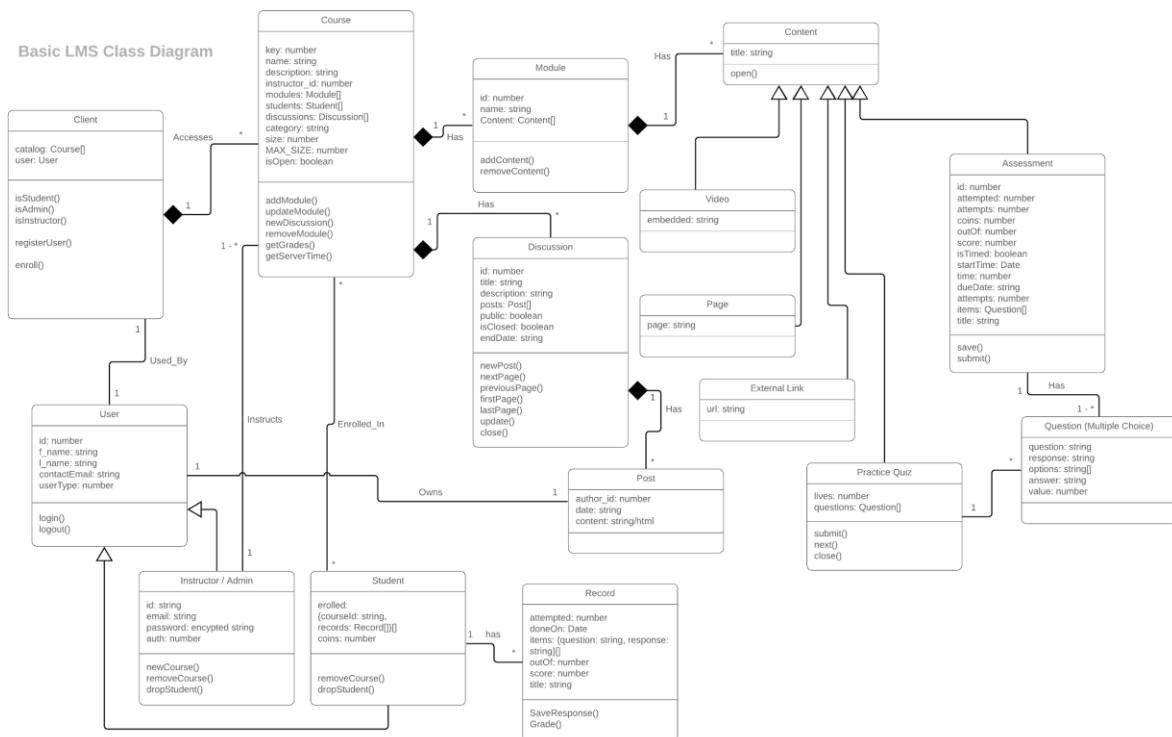 Basic LMS Class Diagram
Client
catalog: Course[]
user: User
isStudent()
isAdmin()
isInstructor()
registerUser()
enroll()
Accesses
1
*
Course
key: number
name: string
description: string
instructor_id: number
modules: Module[]
students: Student[]
discussions: Discussion[]
category: string
size: number
MAX_SIZE: number
isOpen: boolean
addModule()
updateModule()
newDiscussion()
removeModule()
getGrades()
getServerTime()
1
*
Has
Module
id: number
name: string
Content: Content[]
addContent()
removeContent()
Has
1
*
Content
title: string
open()
Has
1
*
Discussion
id: number
title: string
description: string
posts: Post[]
public: boolean
isClosed: boolean
endDate: string
newPost()
nextPage()
previousPage()
firstPage()
lastPage()
update()
close()
1
Has
*
Video
embedded: string
Page
page: string
External Link
url: string
Assessment
id: number
attempted: number
attempts: number
coins: number
outOf: number
score: number
isTimed: boolean
startTime: Date
time: number
dueDate: string
attempts: number
items: Question[]
title: string
save()
submit()
1
Has
1 - *
Question (Multiple Choice)
question: string
response: string
options: string[]
answer: string
value: number
Practice Quiz
lives: number
questions: Question[]
submit()
next()
close()
1
*
1
Used_By
1
User
id: number
f_name: string
l_name: string
contactEmail: string
userType: number
login()
logout()
1
Owns
1
Post
author_id: number
date: string
content: string/html
1 - *
Instructs
1
*
Enrolled_In
*
Instructor / Admin
id: string
email: string
password: encypted string
auth: number
newCourse()
removeCourse()
dropStudent()
Student
erolled:
{courseId: string,
records: Record[]}[]
coins: number
removeCourse()
dropStudent()
1
has
*
Record
attempted: number
doneOn: Date
items: {question: string, response:
string}[]
outOf: number
score: number
title: string
SaveResponse()
Grade()